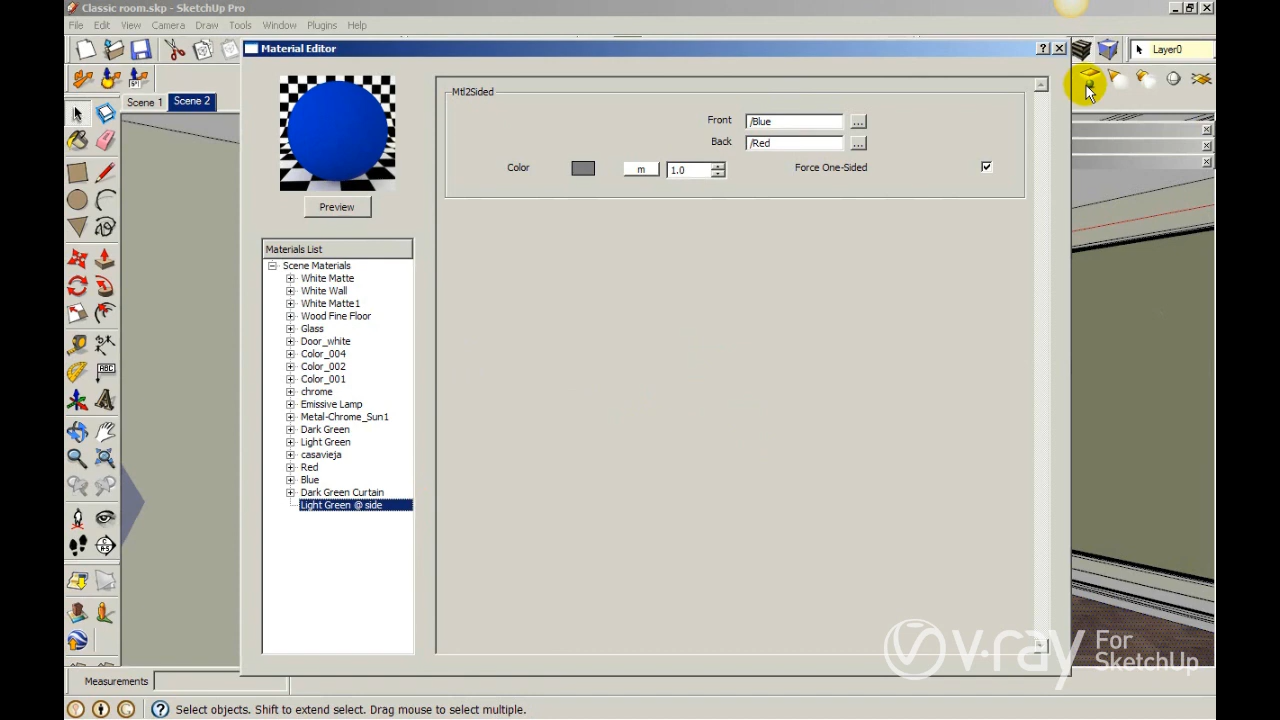 Classic room.skp - SketchUp Pro
File Edit View Camera Draw Tools Window Plugins Help
Material Editor
Layer0
Scene 1 Scene 2
Mtl2Sided
Front /Blue ...
Back /Red ...
Color m 1.0 Force One-Sided
Preview
Materials List
Scene Materials
White Matte
White Wall
White Matte1
Wood Fine Floor
Glass
Door_white
Color_004
Color_002
Color_001
chrome
Emissive Lamp
Metal-Chrome_Sun1
Dark Green
Light Green
casavieja
Red
Blue
Dark Green Curtain
Light Green @ side
ABC
v·ray For SketchUp
Measurements
Select objects. Shift to extend select. Drag mouse to select multiple.